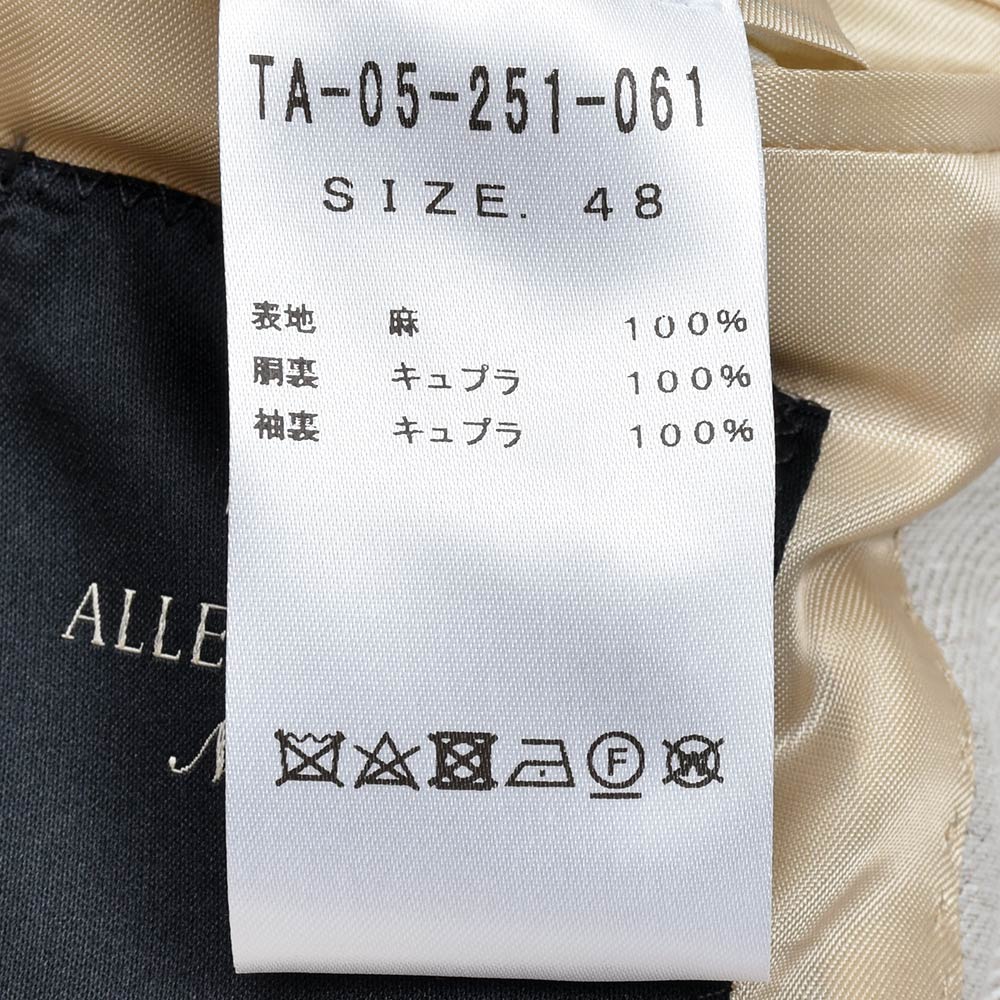 TA-05-251-061
SIZE. 48
表地 麻 100%
胴裏 キュプラ 100%
袖裏 キュプラ 100%
ALLE
F
W